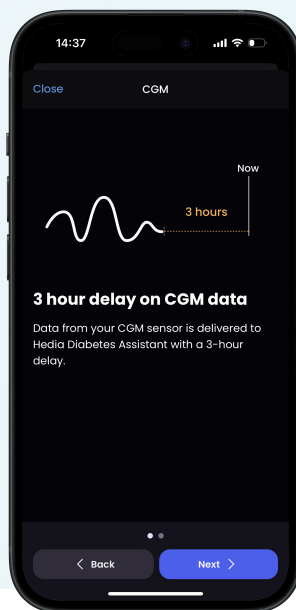 14:37
Close
CGM
Now
3 hours
3 hour delay on CGM data
Data from your CGM sensor is delivered to
Hedia Diabetes Assistant with a 3-hour
delay.
Back
Next